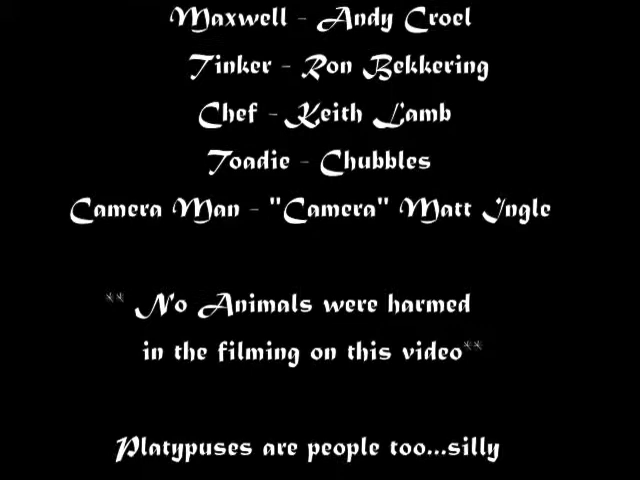 Maxwell - Andy Croel
Tinker - Ron Bekkering
Chef - Keith Lamb
Toadie - Chubbles
Camera Man - "Camera" Matt Ingle
** No Animals were harmed
in the filming on this video**
Platypuses are people too...silly